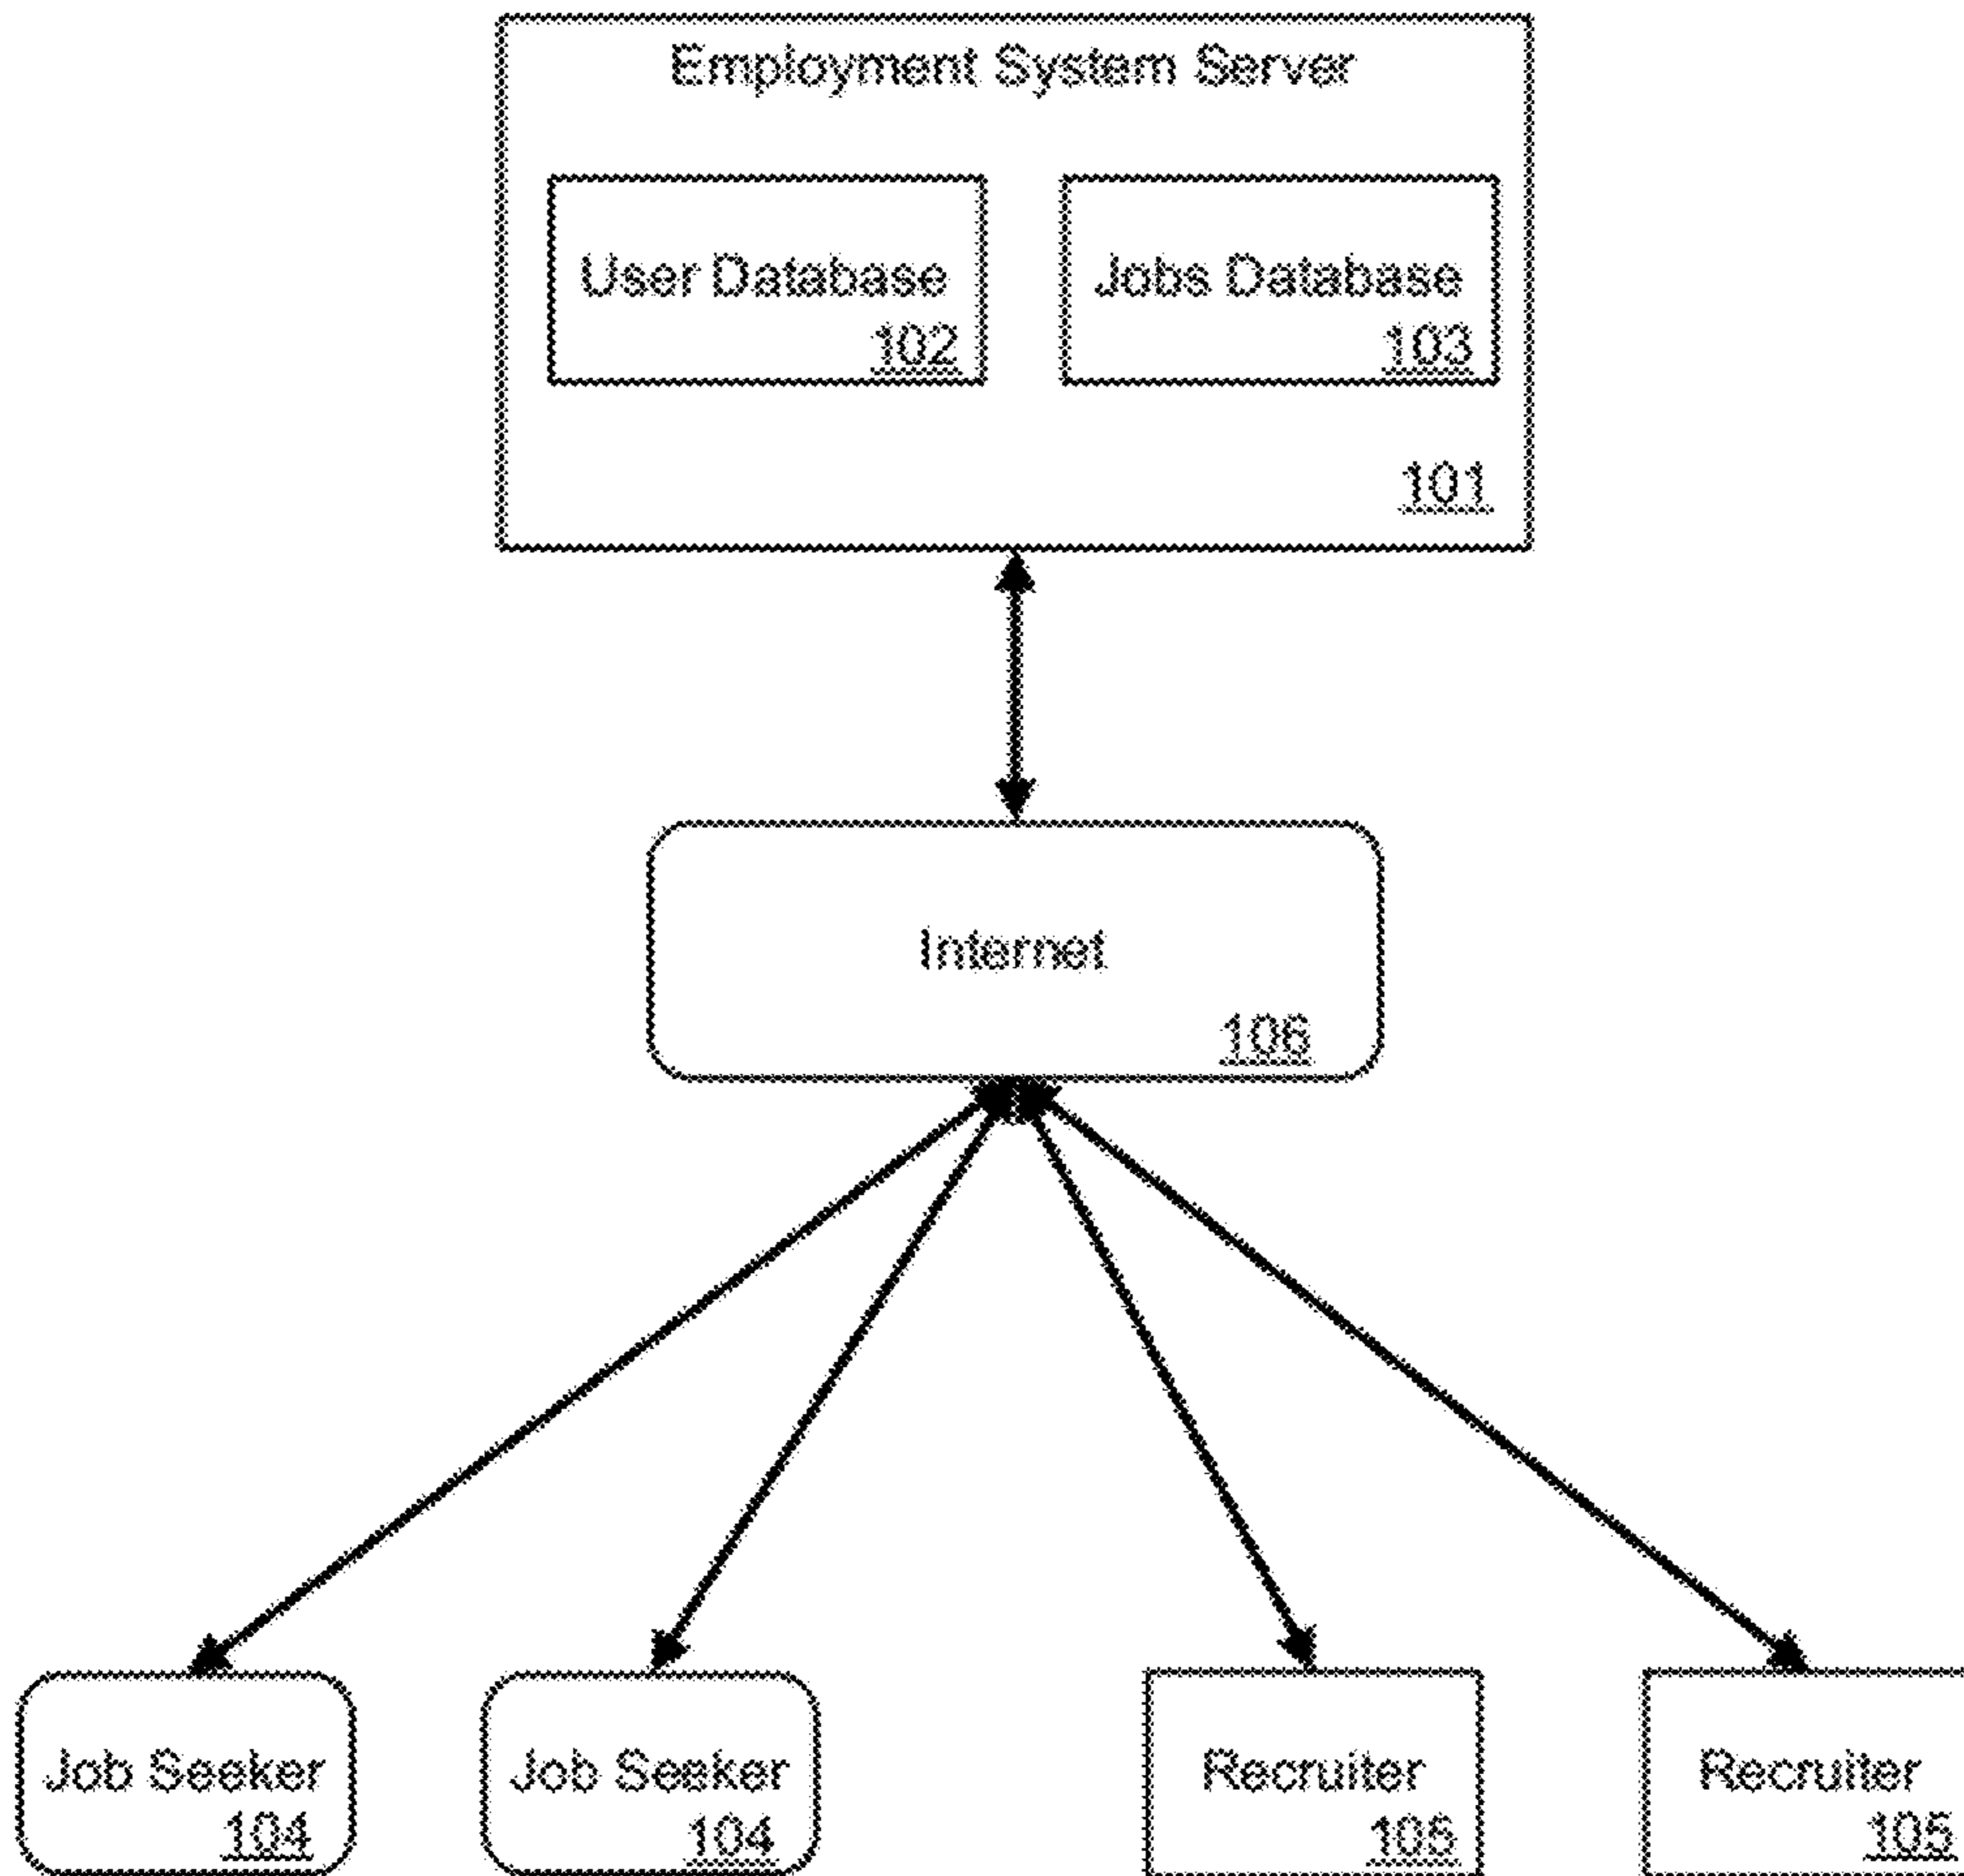 Employment System Server
User Database
102
Jobs Database
103
101
Internet
106
Job Seeker
104
Job Seeker
104
Recruiter
105
Recruiter
105